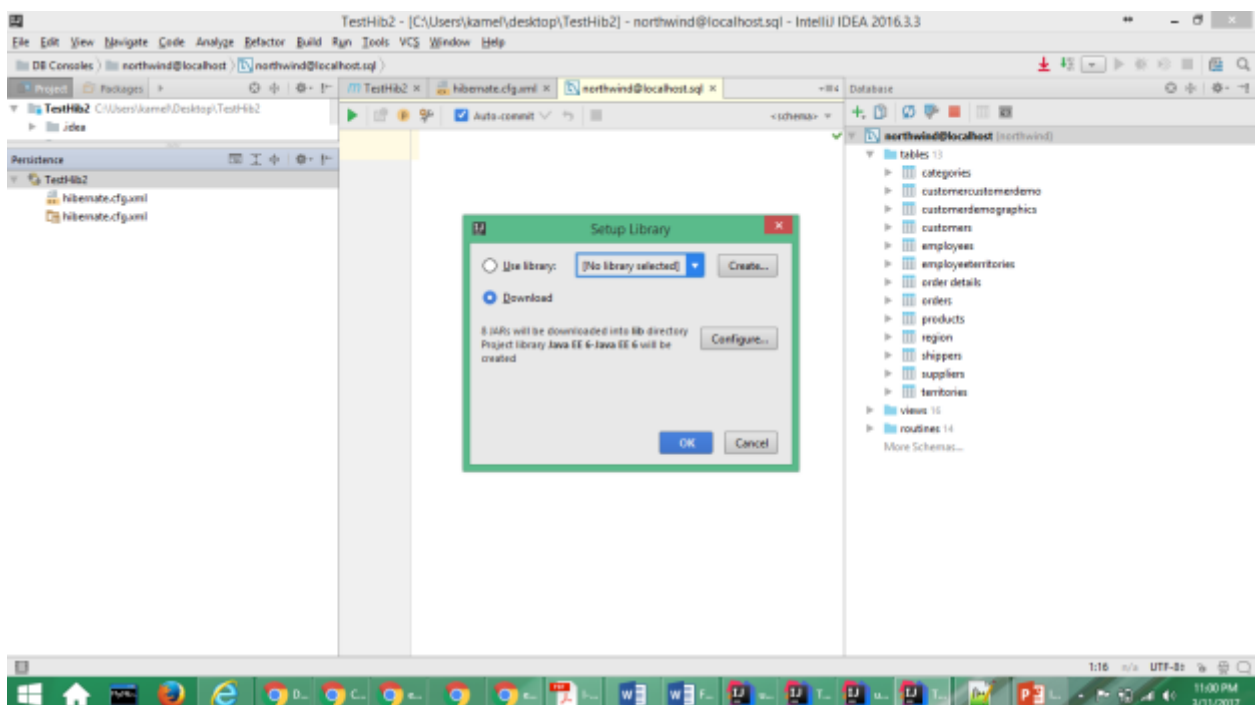 TestHib2 - [C:\Users\kamel\desktop\TestHib2] - northwind@localhost.sql - IntelliJ IDEA 2016.3.3
File Edit View Navigate Code Analyze Refactor Build Run Tools VCS Window Help
DB Consoles northwind@localhost northwind@localhost.sql
Project Packages
TestHib2 hibernate.cfg.xml northwind@localhost.sql
Database
TestHib2 C:\Users\kamel\Desktop\TestHib2
.idea
Auto-commit
<schema>
Persistence
TestHib2
hibernate.cfg.xml
hibernate.cfg.xml
Setup Library
Use library: [No library selected] Create...
Download
8 JARs will be downloaded into lib directory
Project library Java EE 6-Java EE 6 will be
created
Configure...
OK Cancel
northwind@localhost (northwind)
tables 13
categories
customercustomerdemo
customerdemographics
customers
employees
employeeterritories
order details
orders
products
region
shippers
suppliers
territories
views 16
routines 14
More Schemas...
1:16 n/a UTF-8
11:00 PM
3/11/2017